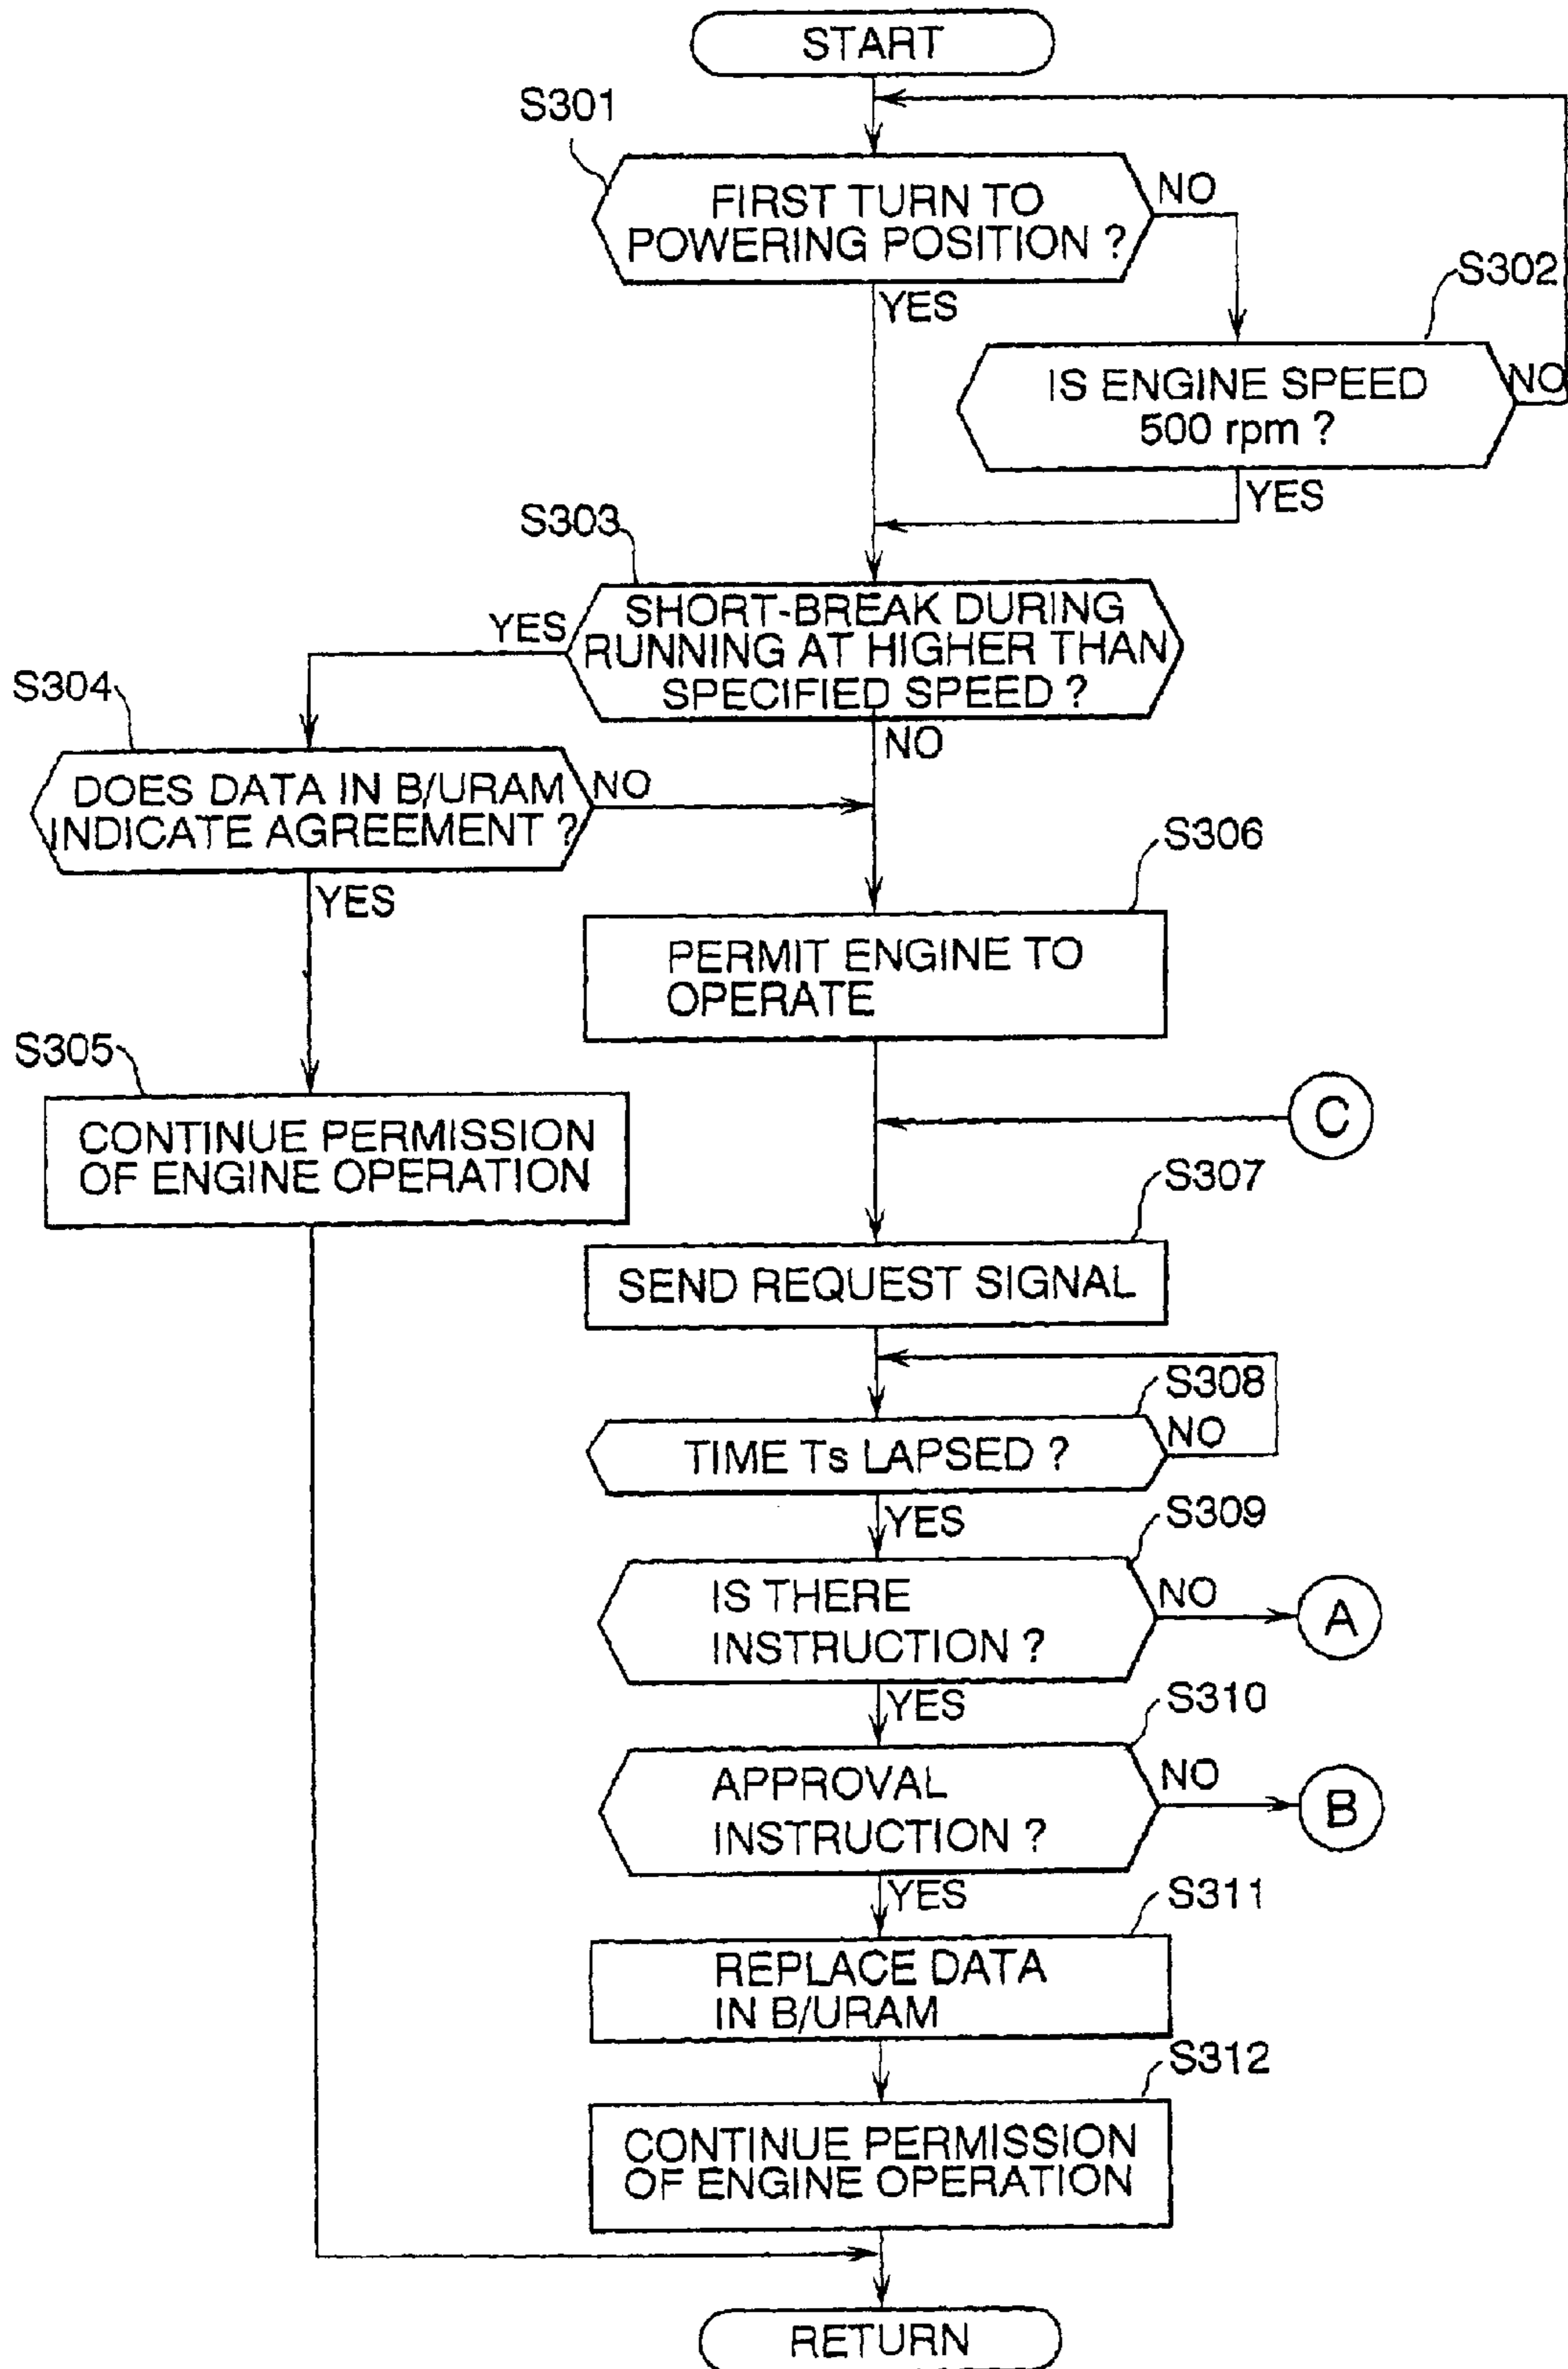 START
S301
FIRST TURN TO
POWERING POSITION ?
NO
YES
S302
IS ENGINE SPEED
500 rpm ?
NO
YES
S303
SHORT-BREAK DURING
RUNNING AT HIGHER THAN
SPECIFIED SPEED ?
YES
NO
S304
DOES DATA IN B/URAM
INDICATE AGREEMENT ?
NO
YES
S306
PERMIT ENGINE TO
OPERATE
S305
CONTINUE PERMISSION
OF ENGINE OPERATION
C
S307
SEND REQUEST SIGNAL
S308
TIME Ts LAPSED ?
NO
YES
S309
IS THERE
INSTRUCTION ?
NO
A
YES
S310
APPROVAL
INSTRUCTION ?
NO
B
YES
S311
REPLACE DATA
IN B/URAM
S312
CONTINUE PERMISSION
OF ENGINE OPERATION
RETURN